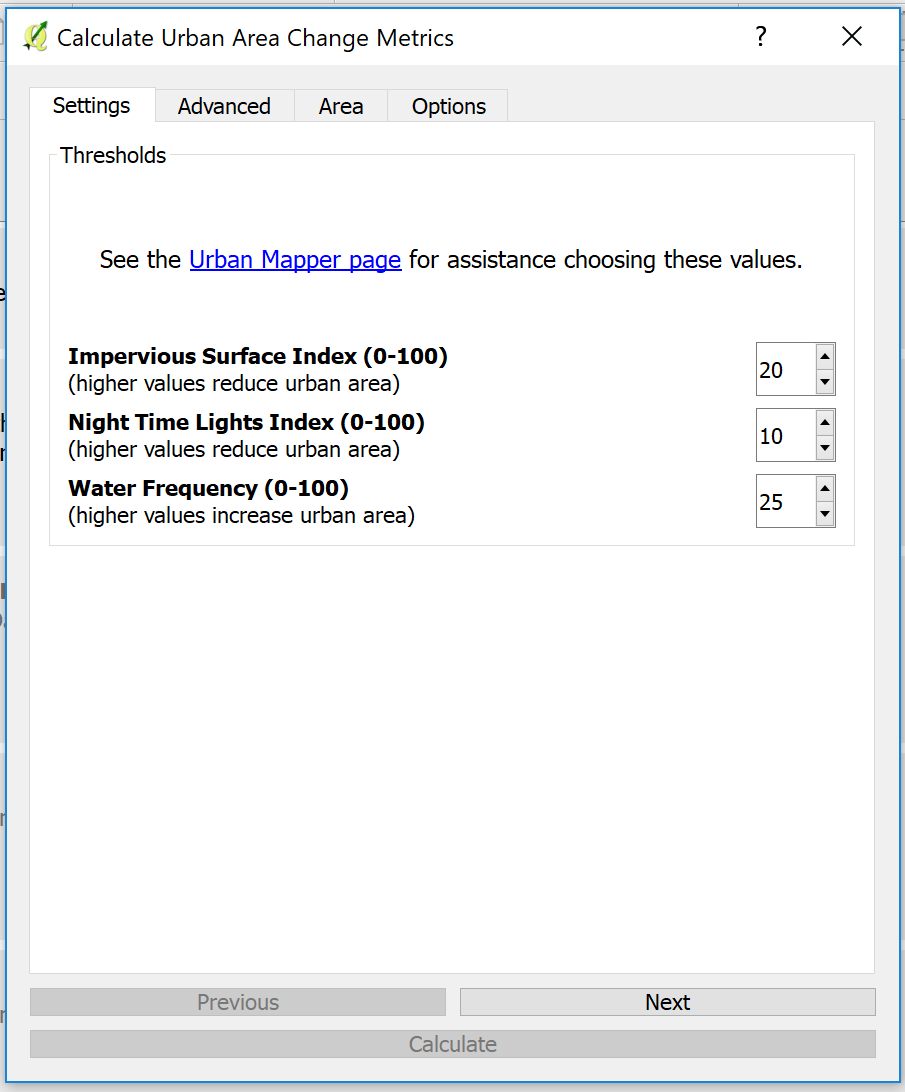 Calculate Urban Area Change Metrics
?
Settings Advanced Area Options
Thresholds
See the Urban Mapper page for assistance choosing these values.
Impervious Surface Index (0-100)
(higher values reduce urban area)
20
Night Time Lights Index (0-100)
(higher values reduce urban area)
10
Water Frequency (0-100)
(higher values increase urban area)
25
Previous Next
Calculate